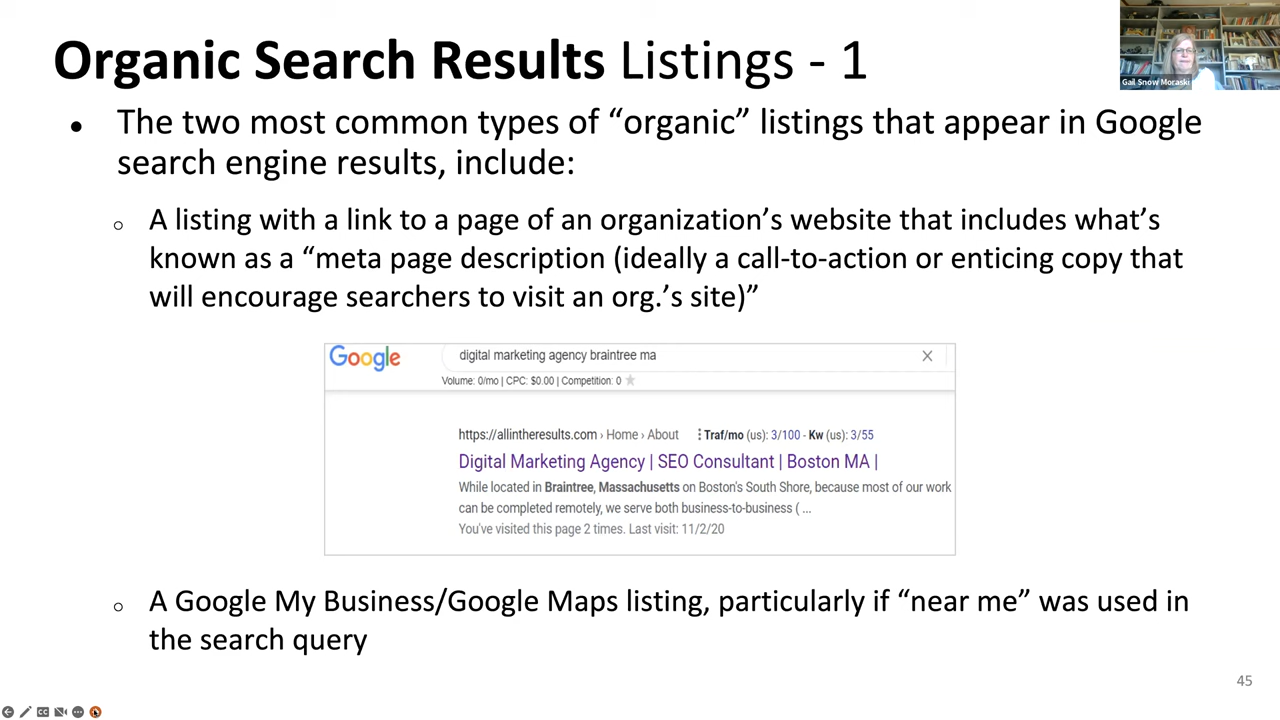 Organic Search Results Listings - 1
Gail Snow Moraski
● The two most common types of “organic” listings that appear in Google
search engine results, include:
○ A listing with a link to a page of an organization’s website that includes what’s
known as a “meta page description (ideally a call-to-action or enticing copy that
will encourage searchers to visit an org.’s site)”
Google digital marketing agency braintree ma
Volume: 0/mo | CPC: $0.00 | Competition: 0
https://allintheresults.com › Home › About Traf/mo (us): 3/100 - Kw (us): 3/55
Digital Marketing Agency | SEO Consultant | Boston MA |
While located in Braintree, Massachusetts on Boston's South Shore, because most of our work
can be completed remotely, we serve both business-to-business ( ...
You've visited this page 2 times. Last visit: 11/2/20
○ A Google My Business/Google Maps listing, particularly if “near me” was used in
the search query
45